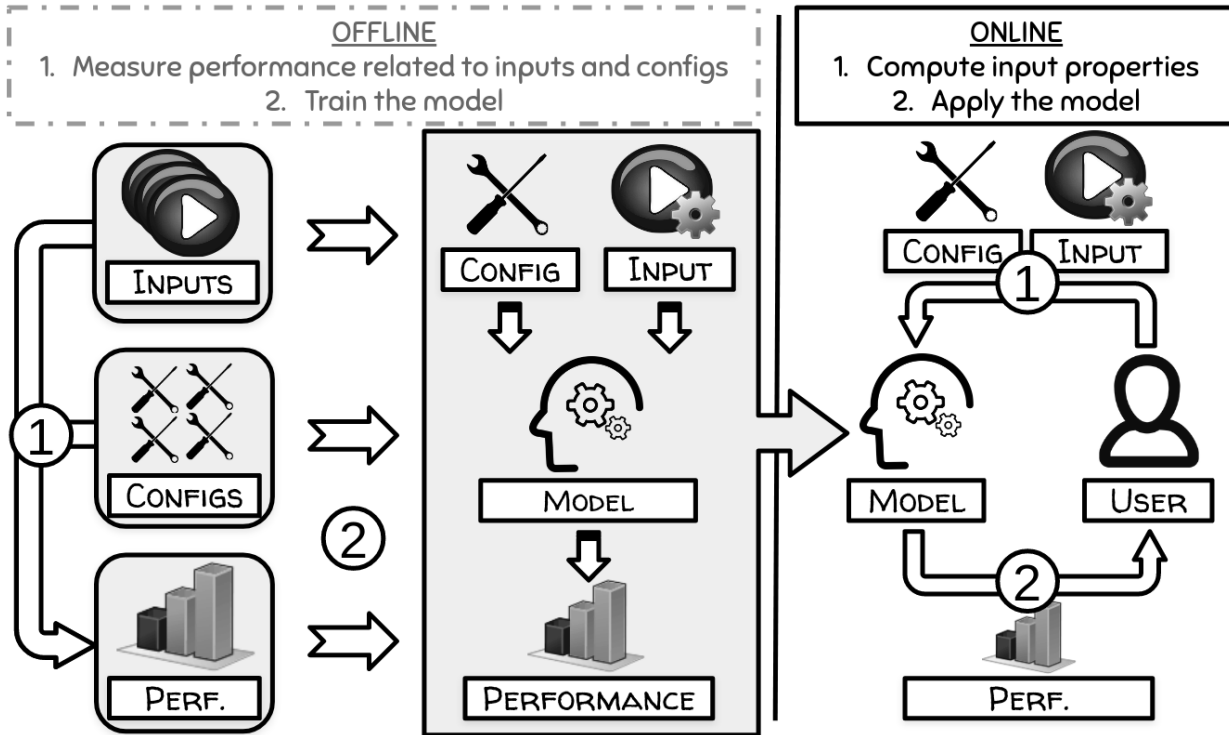 OFFLINE
1. Measure performance related to inputs and configs
2. Train the model
ONLINE
1. Compute input properties
2. Apply the model
INPUTS
CONFIGS
PERF.
1
2
CONFIG
INPUT
MODEL
PERFORMANCE
CONFIG
INPUT
1
MODEL
USER
2
PERF.